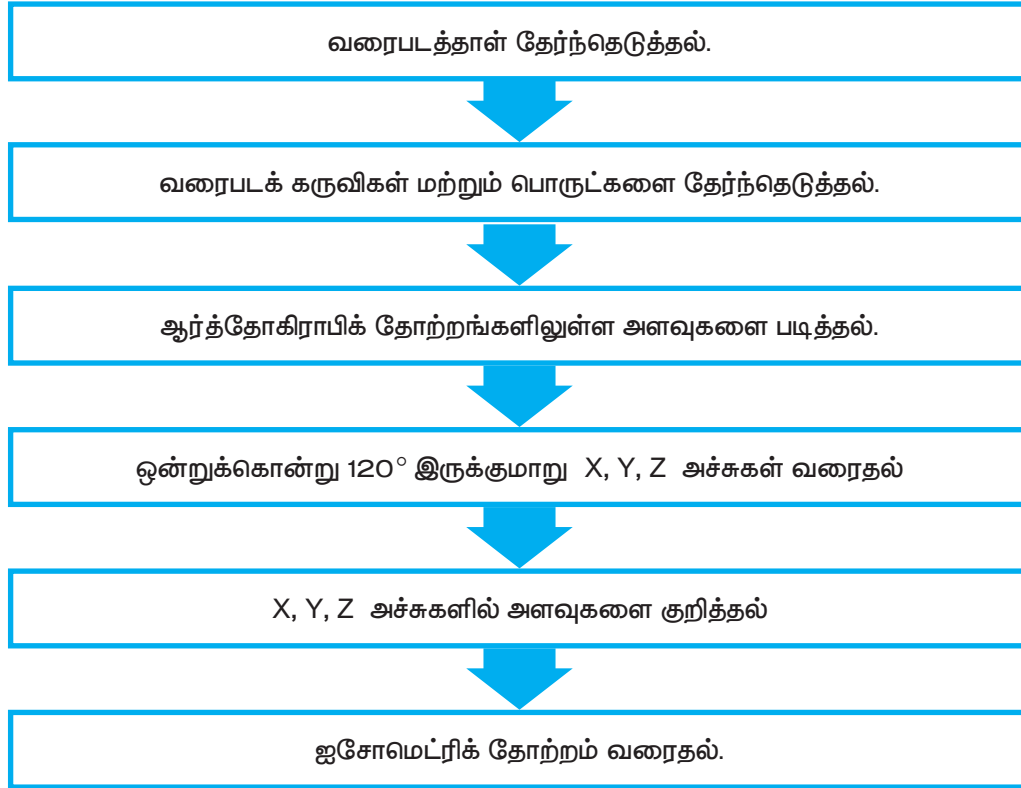 வரைபடத்தாள் தேர்ந்தெடுத்தல்.
வரைபடக் கருவிகள் மற்றும் பொருட்களை தேர்ந்தெடுத்தல்.
ஆர்த்தோகிராபிக் தோற்றங்களிலுள்ள அளவுகளை படித்தல்.
ஒன்றுக்கொன்று 120° இருக்குமாறு X, Y, Z அச்சுகள் வரைதல்
X, Y, Z அச்சுகளில் அளவுகளை குறித்தல்
ஐசோமெட்ரிக் தோற்றம் வரைதல்.